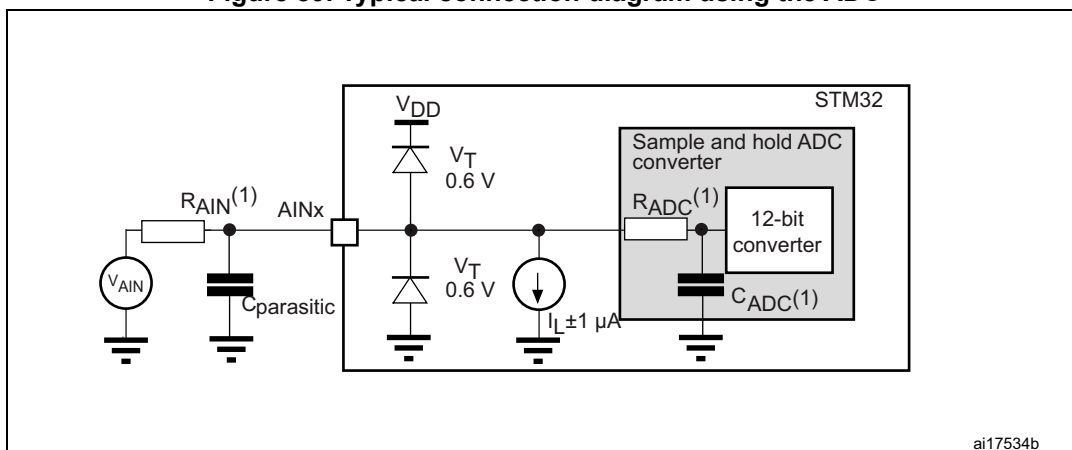 STM32
VDD
VT
0.6 V
Sample and hold ADC
converter
RAIN(1)
AINx
RADC(1)
12-bit
converter
VAIN
Cparasitic
VT
0.6 V
IL±1 µA
CADC(1)
ai17534b